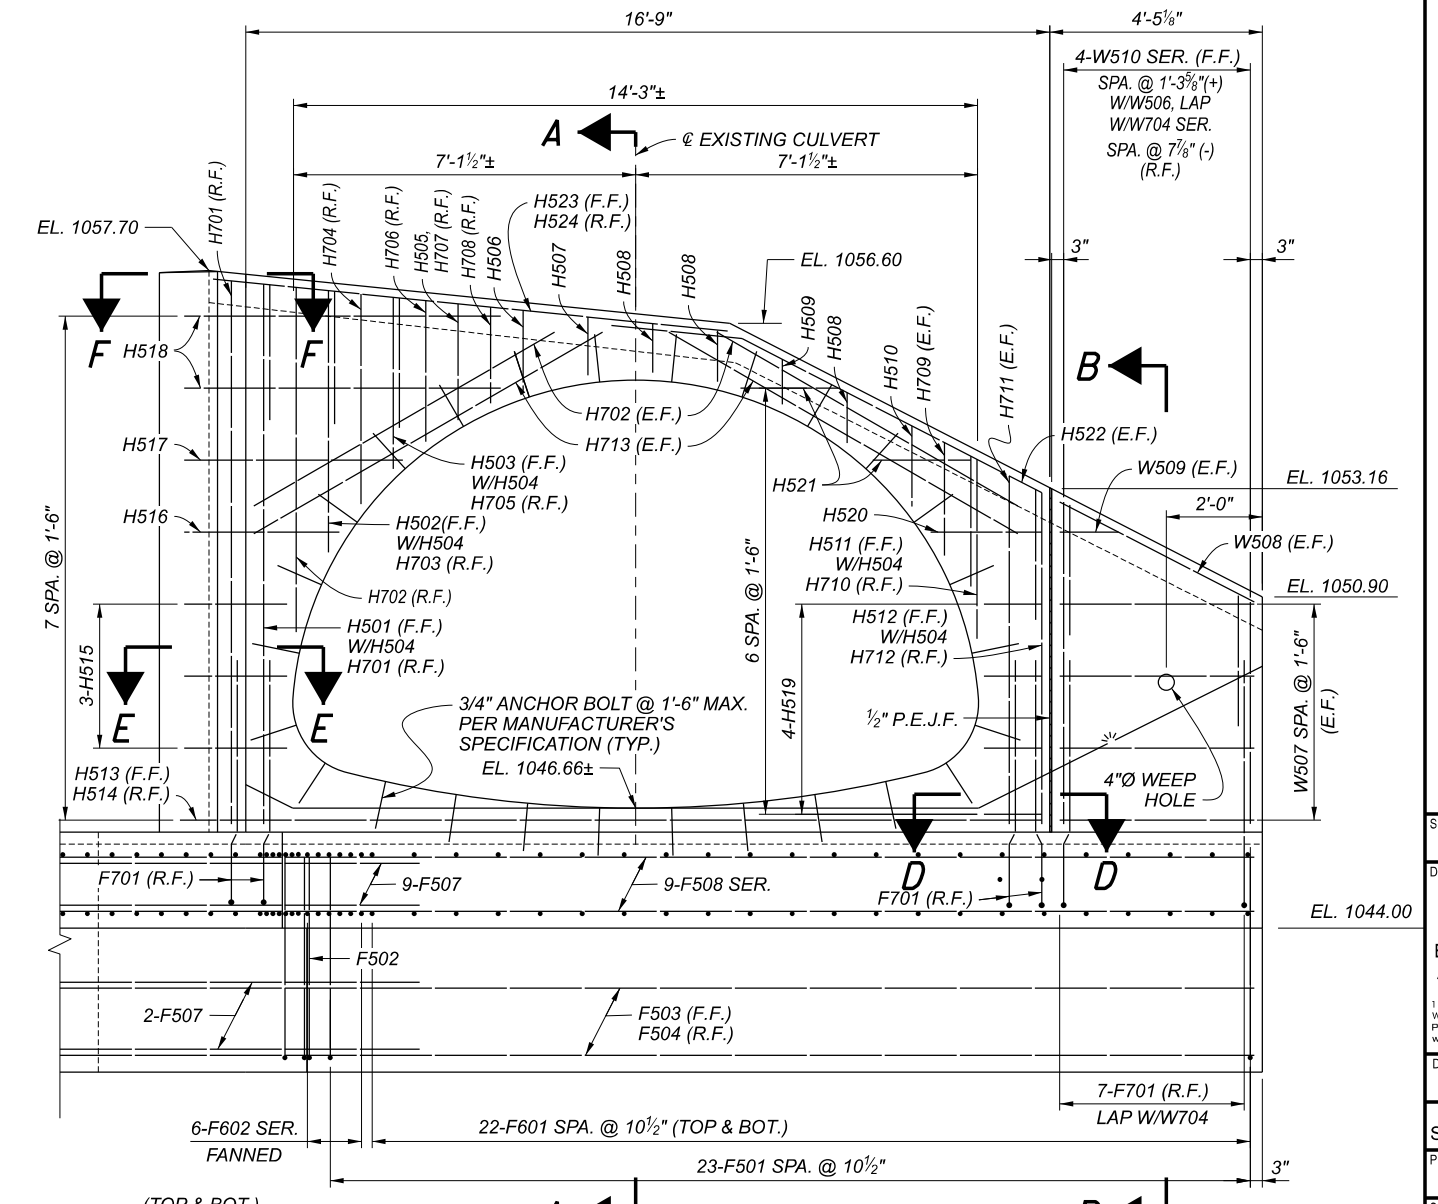 16'-9"
4'-5⅛"
4-W510 SER. (F.F.)
SPA. @ 1'-3⅝"(+)
W/W506, LAP
W/W704 SER.
SPA. @ 7⅞" (-)
(R.F.)
14'-3"±
A
℄ EXISTING CULVERT
7'-1½"±
7'-1½"±
H701 (R.F.)
H704 (R.F.)
H706 (R.F.)
H505,
H707 (R.F.)
H708 (R.F.)
H506
H523 (F.F.)
H524 (R.F.)
H507
H508
H508
EL. 1057.70
EL. 1056.60
3"
3"
H509
H508
H510
H709 (E.F.)
H711 (E.F.)
F
F
H518
B
H702 (E.F.)
H713 (E.F.)
H522 (E.F.)
H517
H503 (F.F.)
W/H504
H705 (R.F.)
H521
W509 (E.F.)
EL. 1053.16
2'-0"
H516
H502(F.F.)
W/H504
H703 (R.F.)
H520
H511 (F.F.)
W/H504
H710 (R.F.)
W508 (E.F.)
7 SPA. @ 1'-6"
6 SPA. @ 1'-6"
EL. 1050.90
H702 (R.F.)
H501 (F.F.)
W/H504
H701 (R.F.)
H512 (F.F.)
W/H504
H712 (R.F.)
3-H515
4-H519
W507 SPA. @ 1'-6"
(E.F.)
E
E
3/4" ANCHOR BOLT @ 1'-6" MAX.
PER MANUFACTURER'S
SPECIFICATION (TYP.)
EL. 1046.66±
½" P.E.J.F.
H513 (F.F.)
H514 (R.F.)
4"Ø WEEP
HOLE
D
D
F701 (R.F.)
9-F507
9-F508 SER.
F701 (R.F.)
EL. 1044.00
F502
2-F507
F503 (F.F.)
F504 (R.F.)
7-F701 (R.F.)
LAP W/W704
6-F602 SER.
FANNED
22-F601 SPA. @ 10½" (TOP & BOT.)
23-F501 SPA. @ 10½"
3"
(TOP & BOT.)